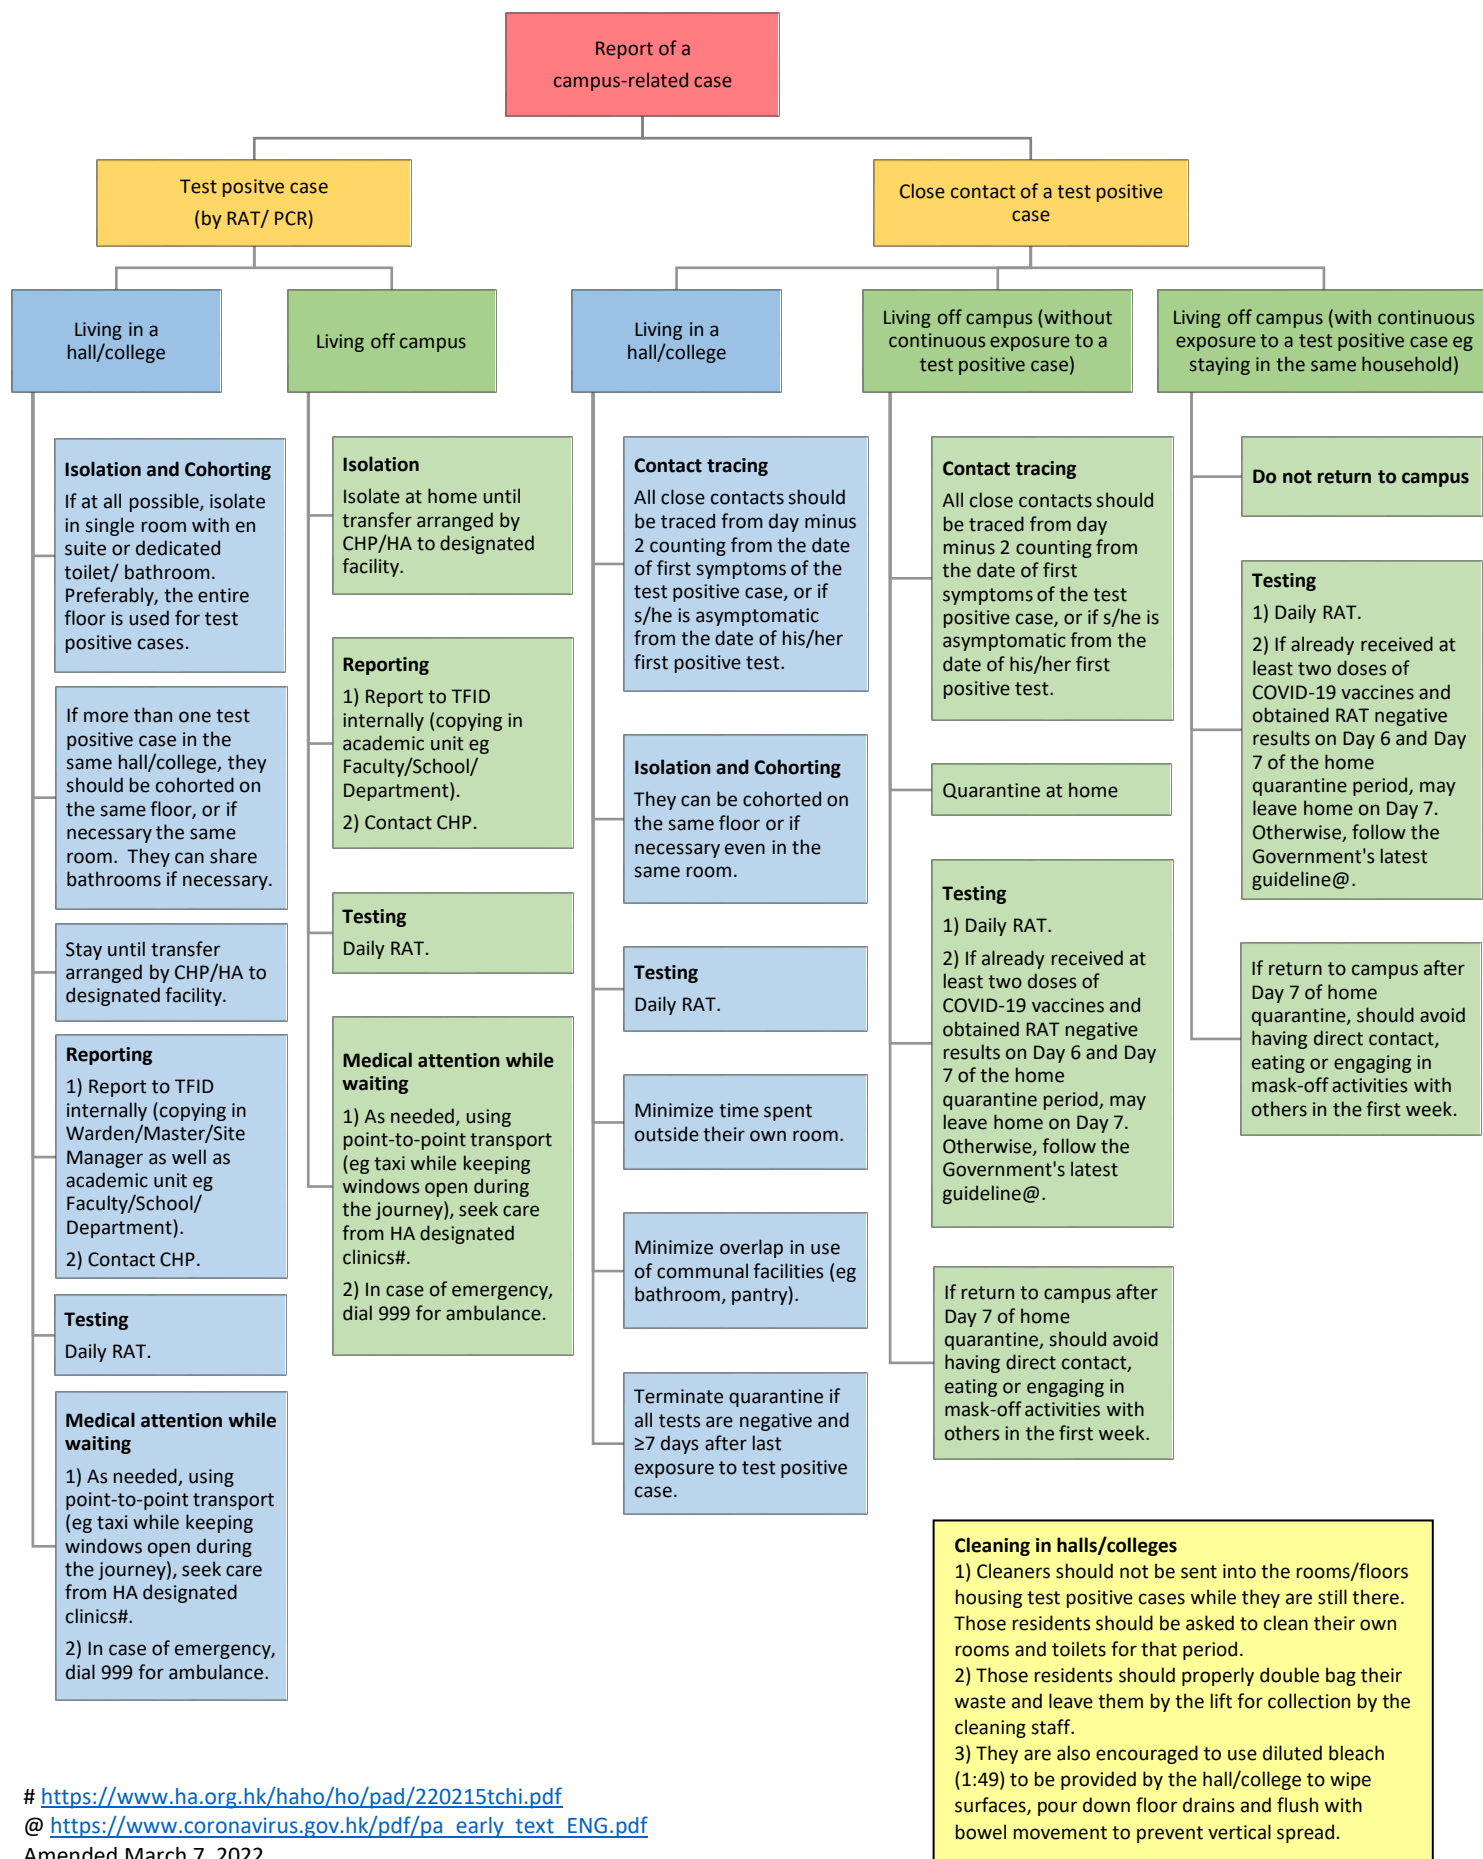 Report of a
campus-related case
Test positve case
(by RAT/ PCR)
Close contact of a test positive
case
Living in a
hall/college
Living off campus
Living in a
hall/college
Living off campus (without
continuous exposure to a
test positive case)
Living off campus (with continuous
exposure to a test positive case eg
staying in the same household)
Isolation and Cohorting
If at all possible, isolate
in single room with en
suite or dedicated
toilet/ bathroom.
Preferably, the entire
floor is used for test
positive cases.
If more than one test
positive case in the
same hall/college, they
should be cohorted on
the same floor, or if
necessary the same
room. They can share
bathrooms if necessary.
Stay until transfer
arranged by CHP/HA to
designated facility.
Reporting
1) Report to TFID
internally (copying in
Warden/Master/Site
Manager as well as
academic unit eg
Faculty/School/
Department).
2) Contact CHP.
Testing
Daily RAT.
Medical attention while
waiting
1) As needed, using
point-to-point transport
(eg taxi while keeping
windows open during
the journey), seek care
from HA designated
clinics#.
2) In case of emergency,
dial 999 for ambulance.
Isolation
Isolate at home until
transfer arranged by
CHP/HA to designated
facility.
Reporting
1) Report to TFID
internally (copying in
academic unit eg
Faculty/School/
Department).
2) Contact CHP.
Testing
Daily RAT.
Medical attention while
waiting
1) As needed, using
point-to-point transport
(eg taxi while keeping
windows open during
the journey), seek care
from HA designated
clinics#.
2) In case of emergency,
dial 999 for ambulance.
Contact tracing
All close contacts should
be traced from day minus
2 counting from the date
of first symptoms of the
test positive case, or if
s/he is asymptomatic
from the date of his/her
first positive test.
Isolation and Cohorting
They can be cohorted on
the same floor or if
necessary even in the
same room.
Testing
Daily RAT.
Minimize time spent
outside their own room.
Minimize overlap in use
of communal facilities (eg
bathroom, pantry).
Terminate quarantine if
all tests are negative and
≥7 days after last
exposure to test positive
case.
Contact tracing
All close contacts should
be traced from day
minus 2 counting from
the date of first
symptoms of the test
positive case, or if s/he is
asymptomatic from the
date of his/her first
positive test.
Quarantine at home
Testing
1) Daily RAT.
2) If already received at
least two doses of
COVID-19 vaccines and
obtained RAT negative
results on Day 6 and Day
7 of the home
quarantine period, may
leave home on Day 7.
Otherwise, follow the
Government's latest
guideline@.
If return to campus after
Day 7 of home
quarantine, should avoid
having direct contact,
eating or engaging in
mask-off activities with
others in the first week.
Do not return to campus
Testing
1) Daily RAT.
2) If already received at
least two doses of
COVID-19 vaccines and
obtained RAT negative
results on Day 6 and Day
7 of the home
quarantine period, may
leave home on Day 7.
Otherwise, follow the
Government's latest
guideline@.
If return to campus after
Day 7 of home
quarantine, should avoid
having direct contact,
eating or engaging in
mask-off activities with
others in the first week.
Cleaning in halls/colleges
1) Cleaners should not be sent into the rooms/floors
housing test positive cases while they are still there.
Those residents should be asked to clean their own
rooms and toilets for that period.
2) Those residents should properly double bag their
waste and leave them by the lift for collection by the
cleaning staff.
3) They are also encouraged to use diluted bleach
(1:49) to be provided by the hall/college to wipe
surfaces, pour down floor drains and flush with
bowel movement to prevent vertical spread.
# https://www.ha.org.hk/haho/ho/pad/220215tchi.pdf
@ https://www.coronavirus.gov.hk/pdf/pa_early_text_ENG.pdf
Amended March 7, 2022